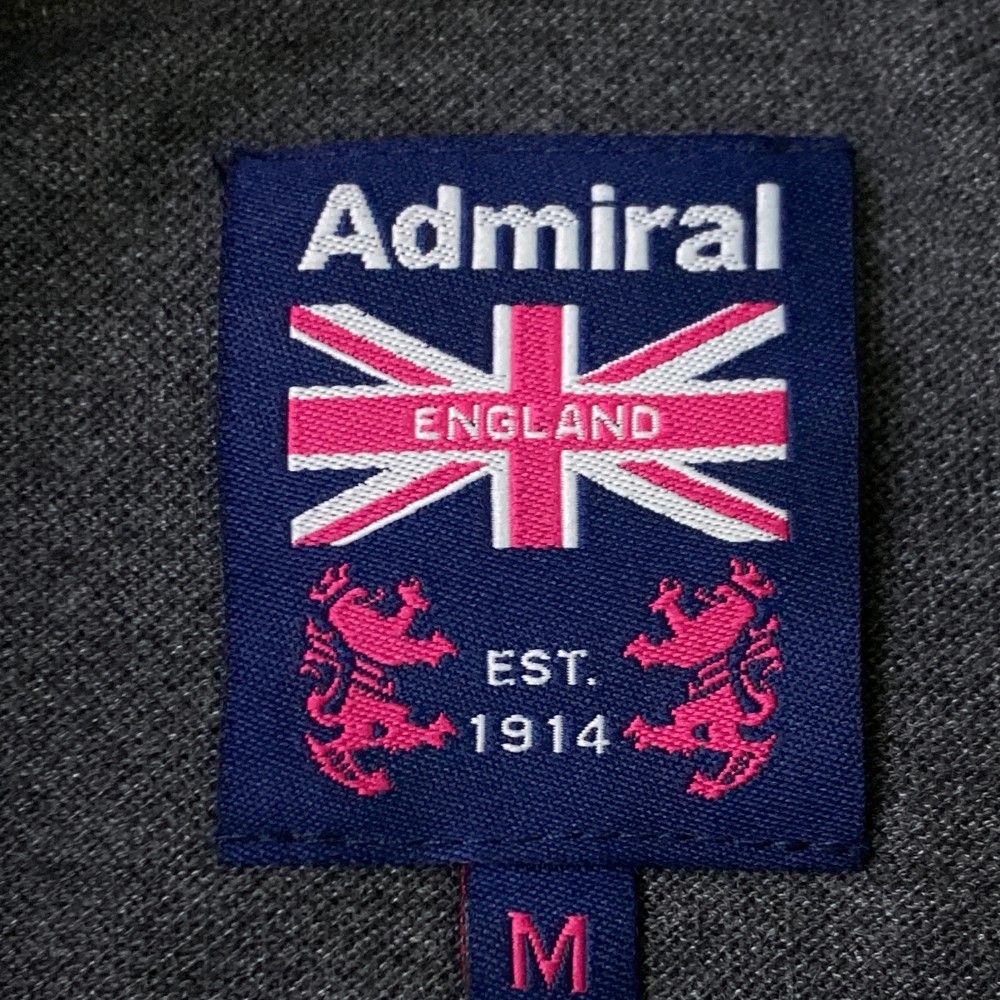 Admiral
ENGLAND
EST.
1914
M